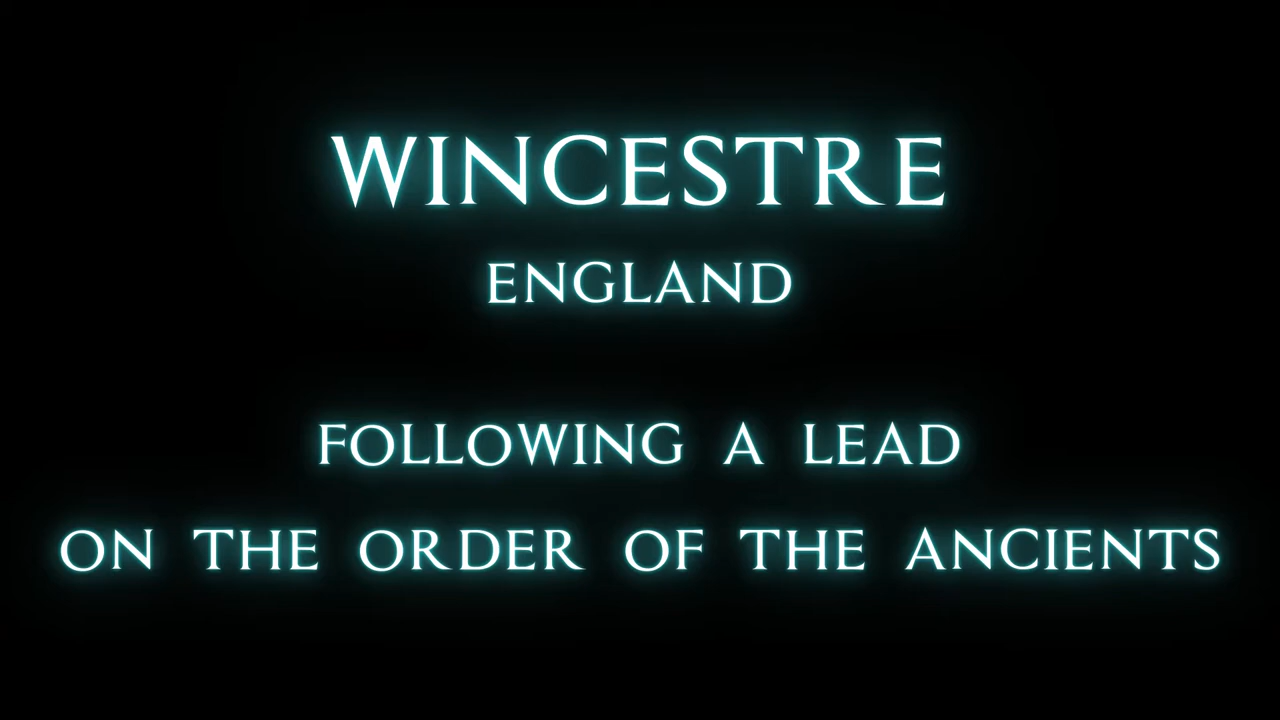 WINCESTRE
ENGLAND
FOLLOWING A LEAD
ON THE ORDER OF THE ANCIENTS